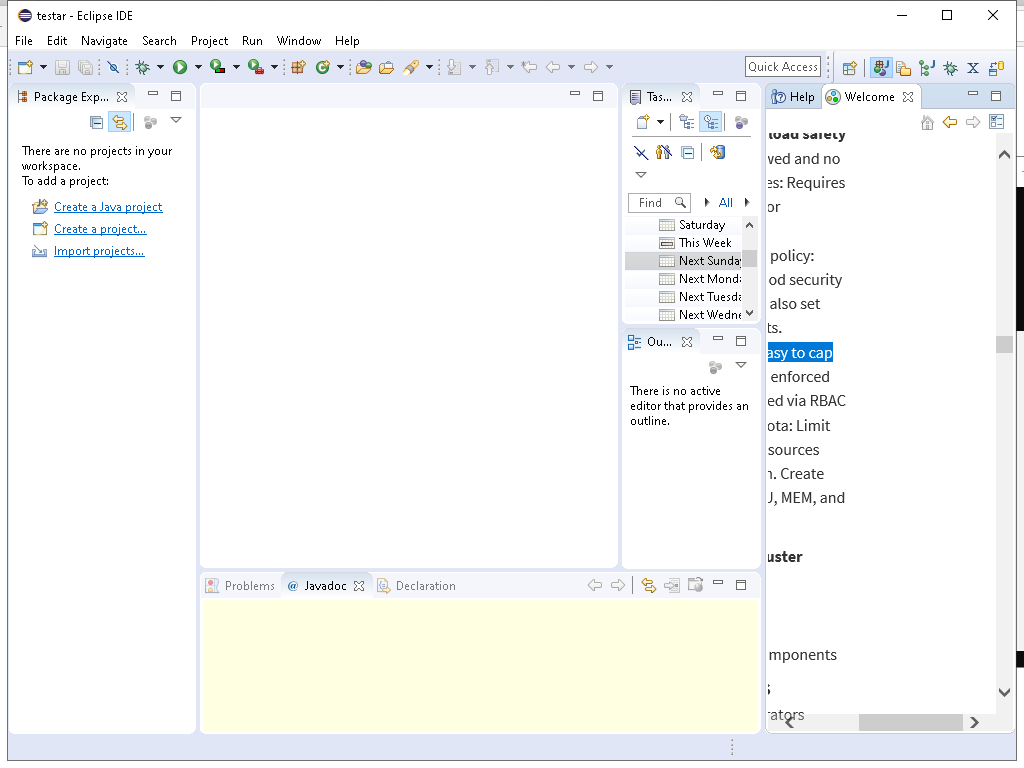 testar - Eclipse IDE
File Edit Navigate Search Project Run Window Help
Quick Access
Package Exp...
There are no projects in your
workspace.
To add a project:
Create a Java project
Create a project...
Import projects...
Tas...
Find
All
Saturday
This Week
Next Sunday
Next Monda
Next Tuesda
Next Wedne
Ou...
There is no active
editor that provides an
outline.
Problems
@ Javadoc
Declaration
Help
Welcome
load safety
wed and no
es: Requires
or
policy:
od security
also set
ts.
asy to cap
enforced
ed via RBAC
ota: Limit
sources
n. Create
U, MEM, and
uster
mponents
s
rators